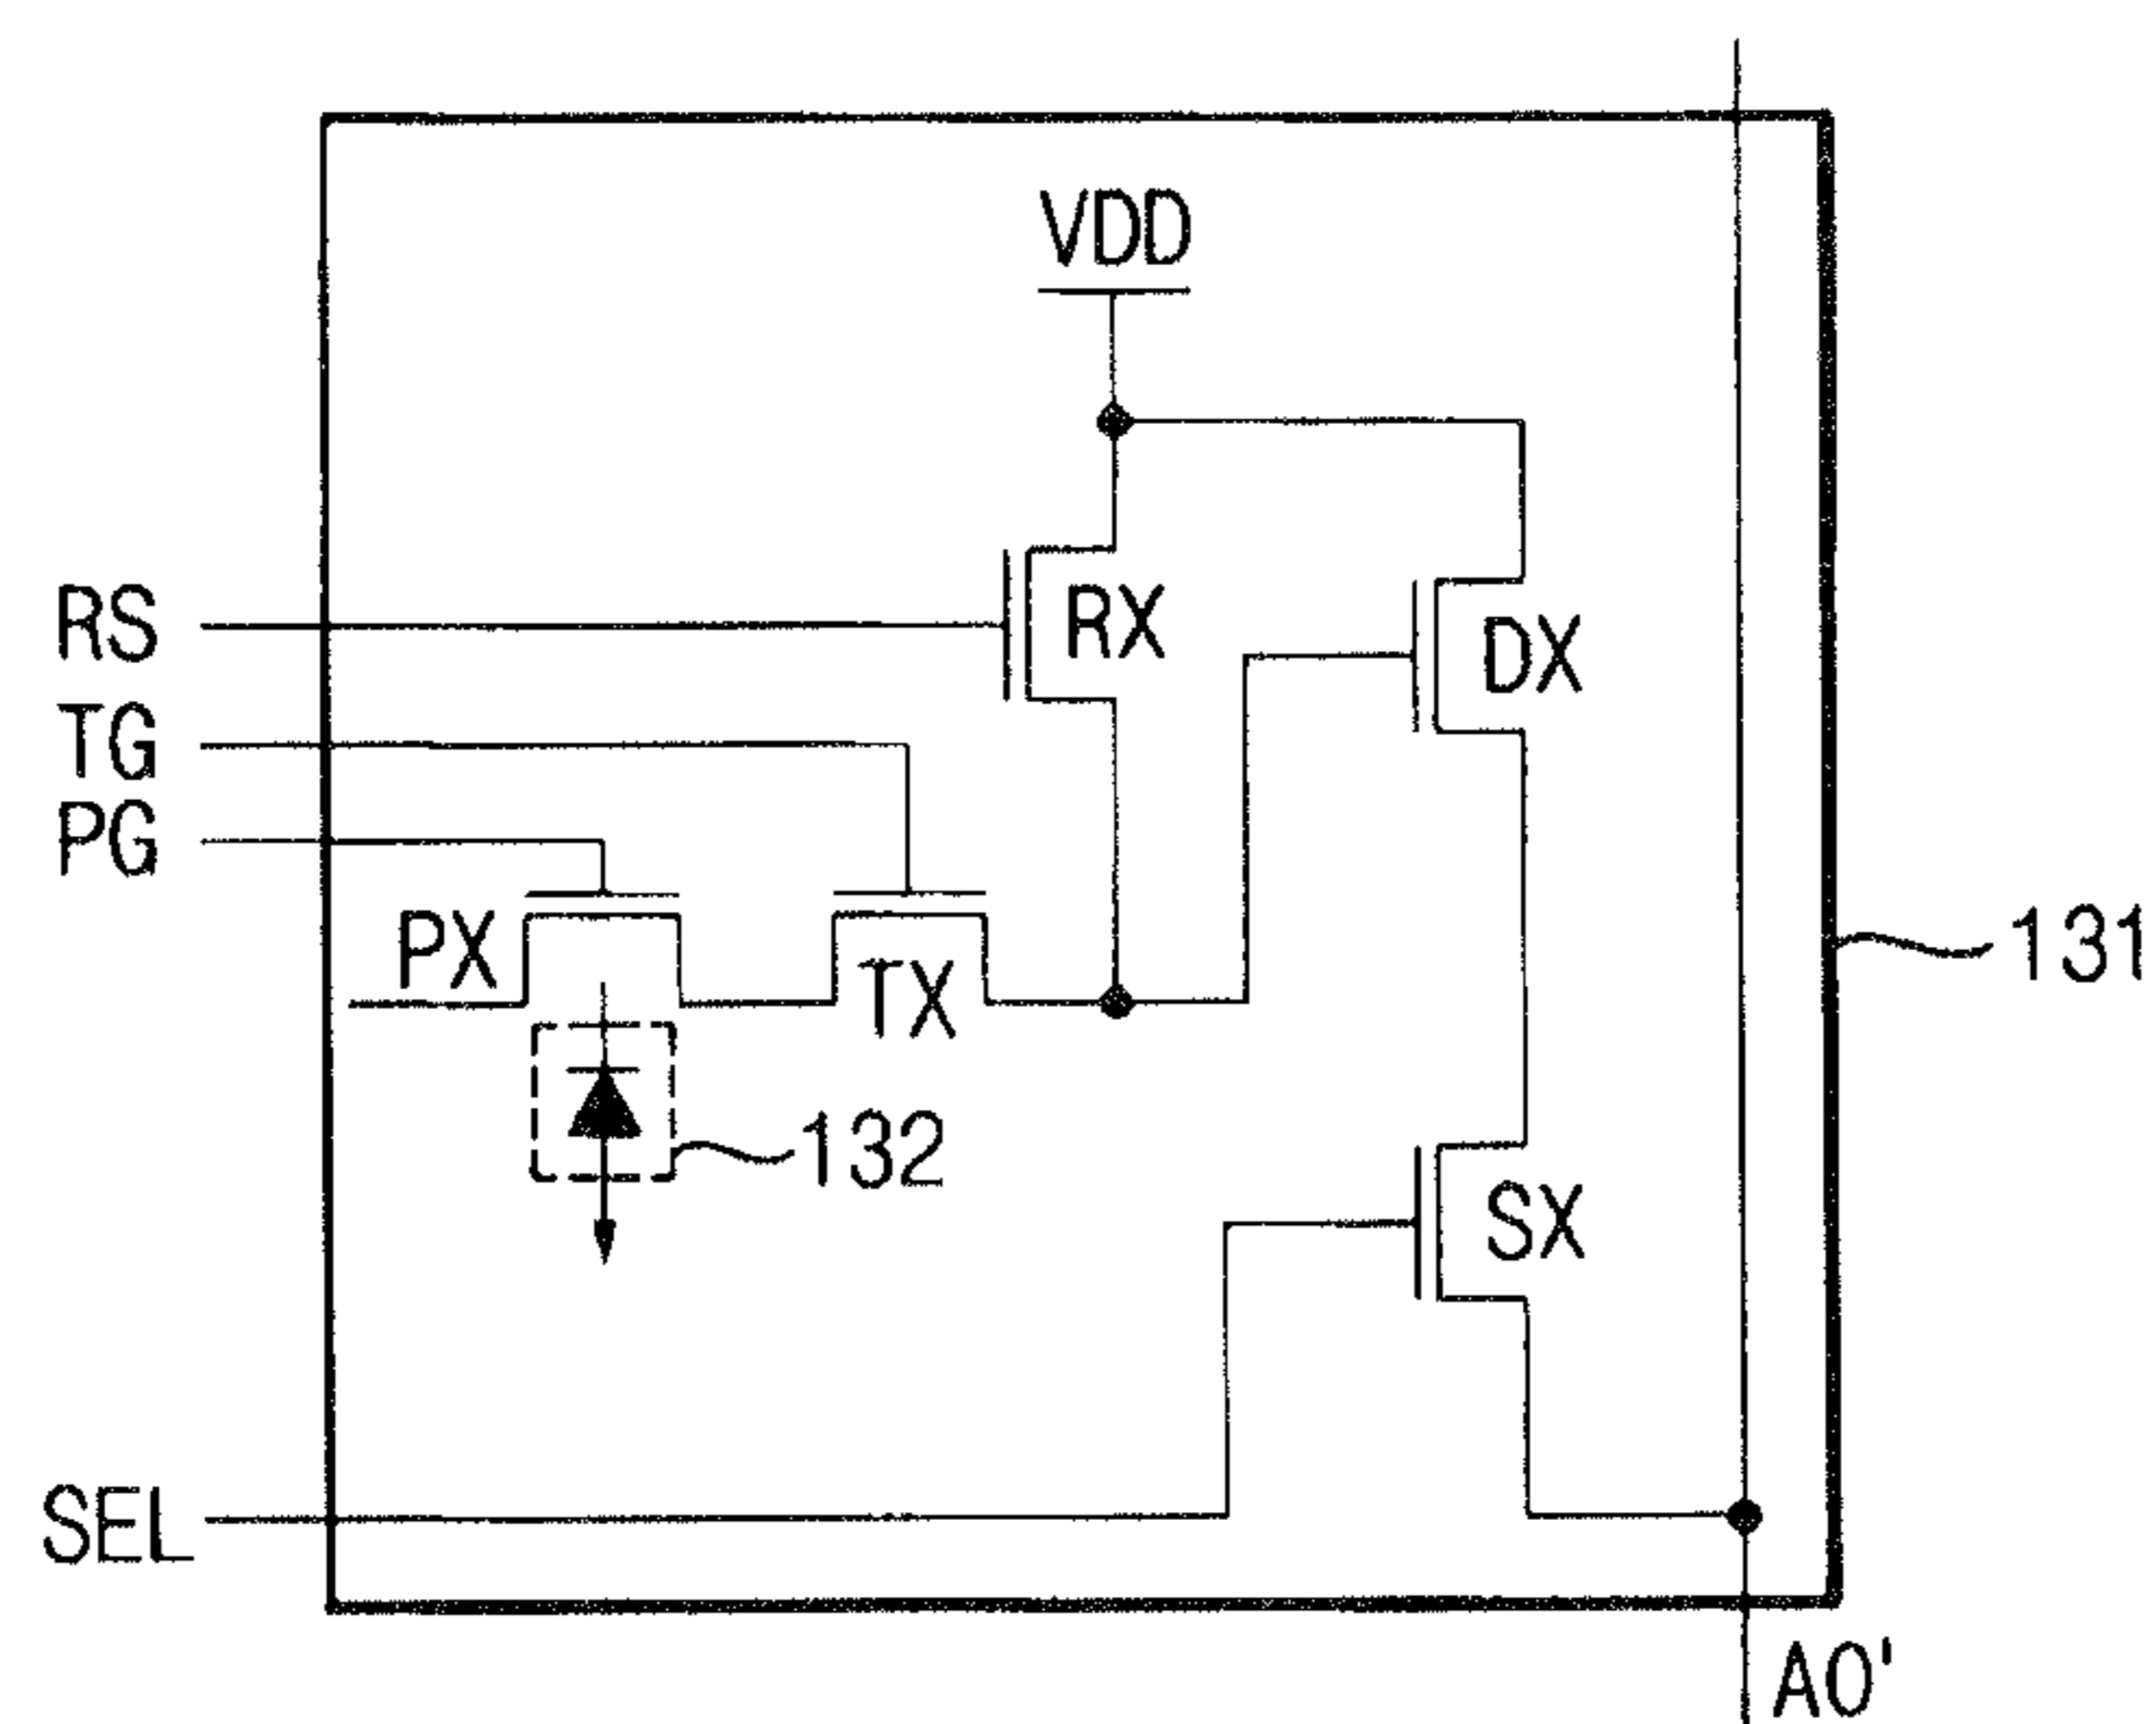 VDD
RS
RX
DX
TG
PG
PX
TX
131
132
SX
SEL
AO'